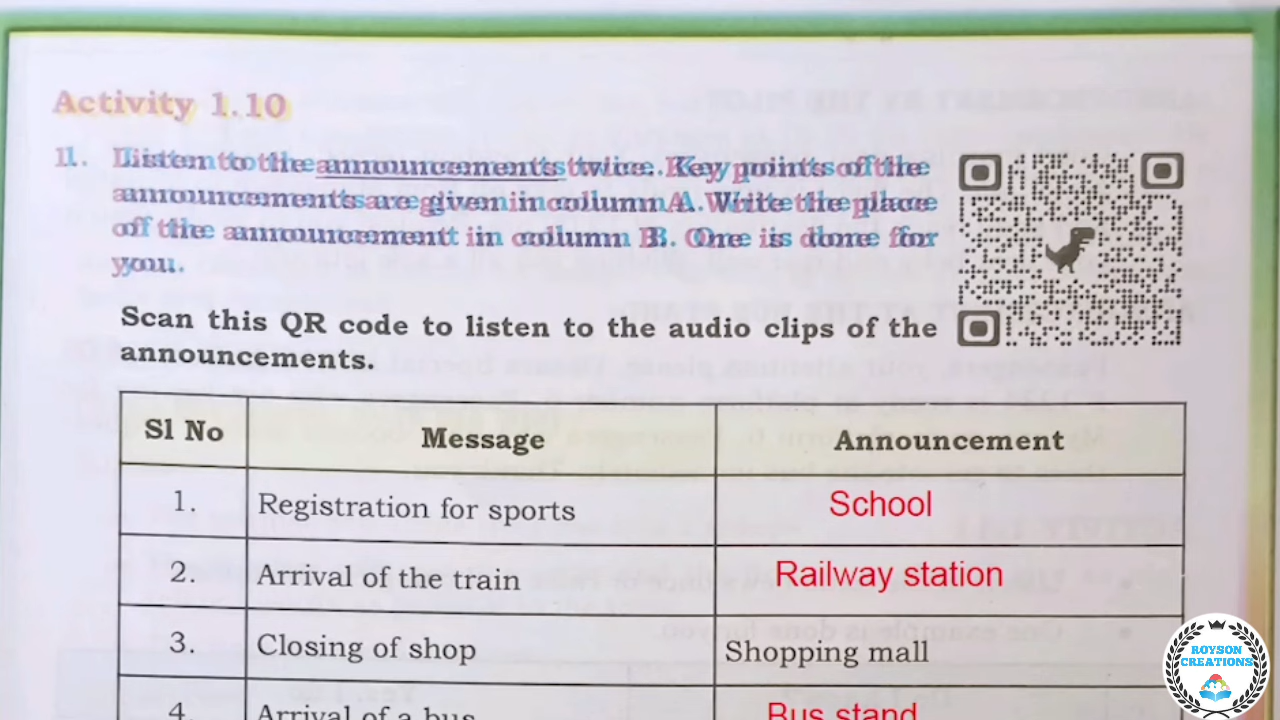 Activity 1.10
1. Listen to the announcements twice. Key points of the
announcements are given in column A. Write the place
of the announcement in column B. One is done for
you.
Scan this QR code to listen to the audio clips of the
announcements.
Sl No Message Announcement
1. Registration for sports School
2. Arrival of the train Railway station
3. Closing of shop Shopping mall
4. Arrival of a bus Bus stand
ROYSON
CREATIONS